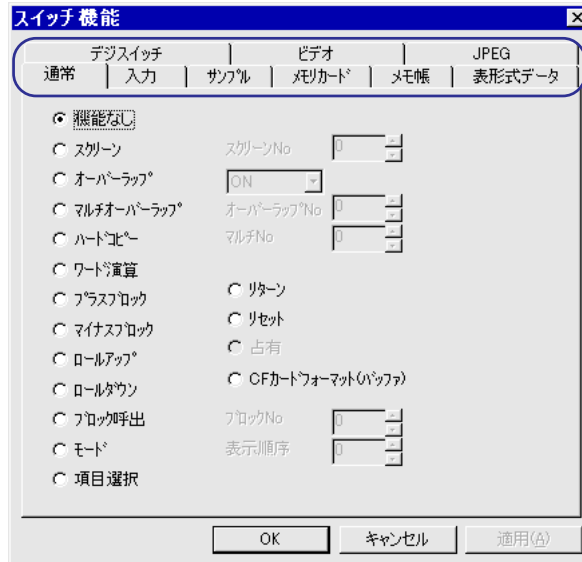 スイッチ機能
デジスイッチ ビデオ JPEG
通常 入力 サンプル メモリカード メモ帳 表形式データ
機能なし
スクリーン スクリーンNo 0
オーバーラップ ON
マルチオーバーラップ オーバーラップNo 0
ハードコピー マルチNo 0
ワード演算
プラスブロック リターン
マイナスブロック リセット
ロールアップ 占有
ロールダウン CFカードフォーマット(バッファ)
ブロック呼出 ブロックNo 0
モード 表示順序 0
項目選択
OK キャンセル 適用(A)